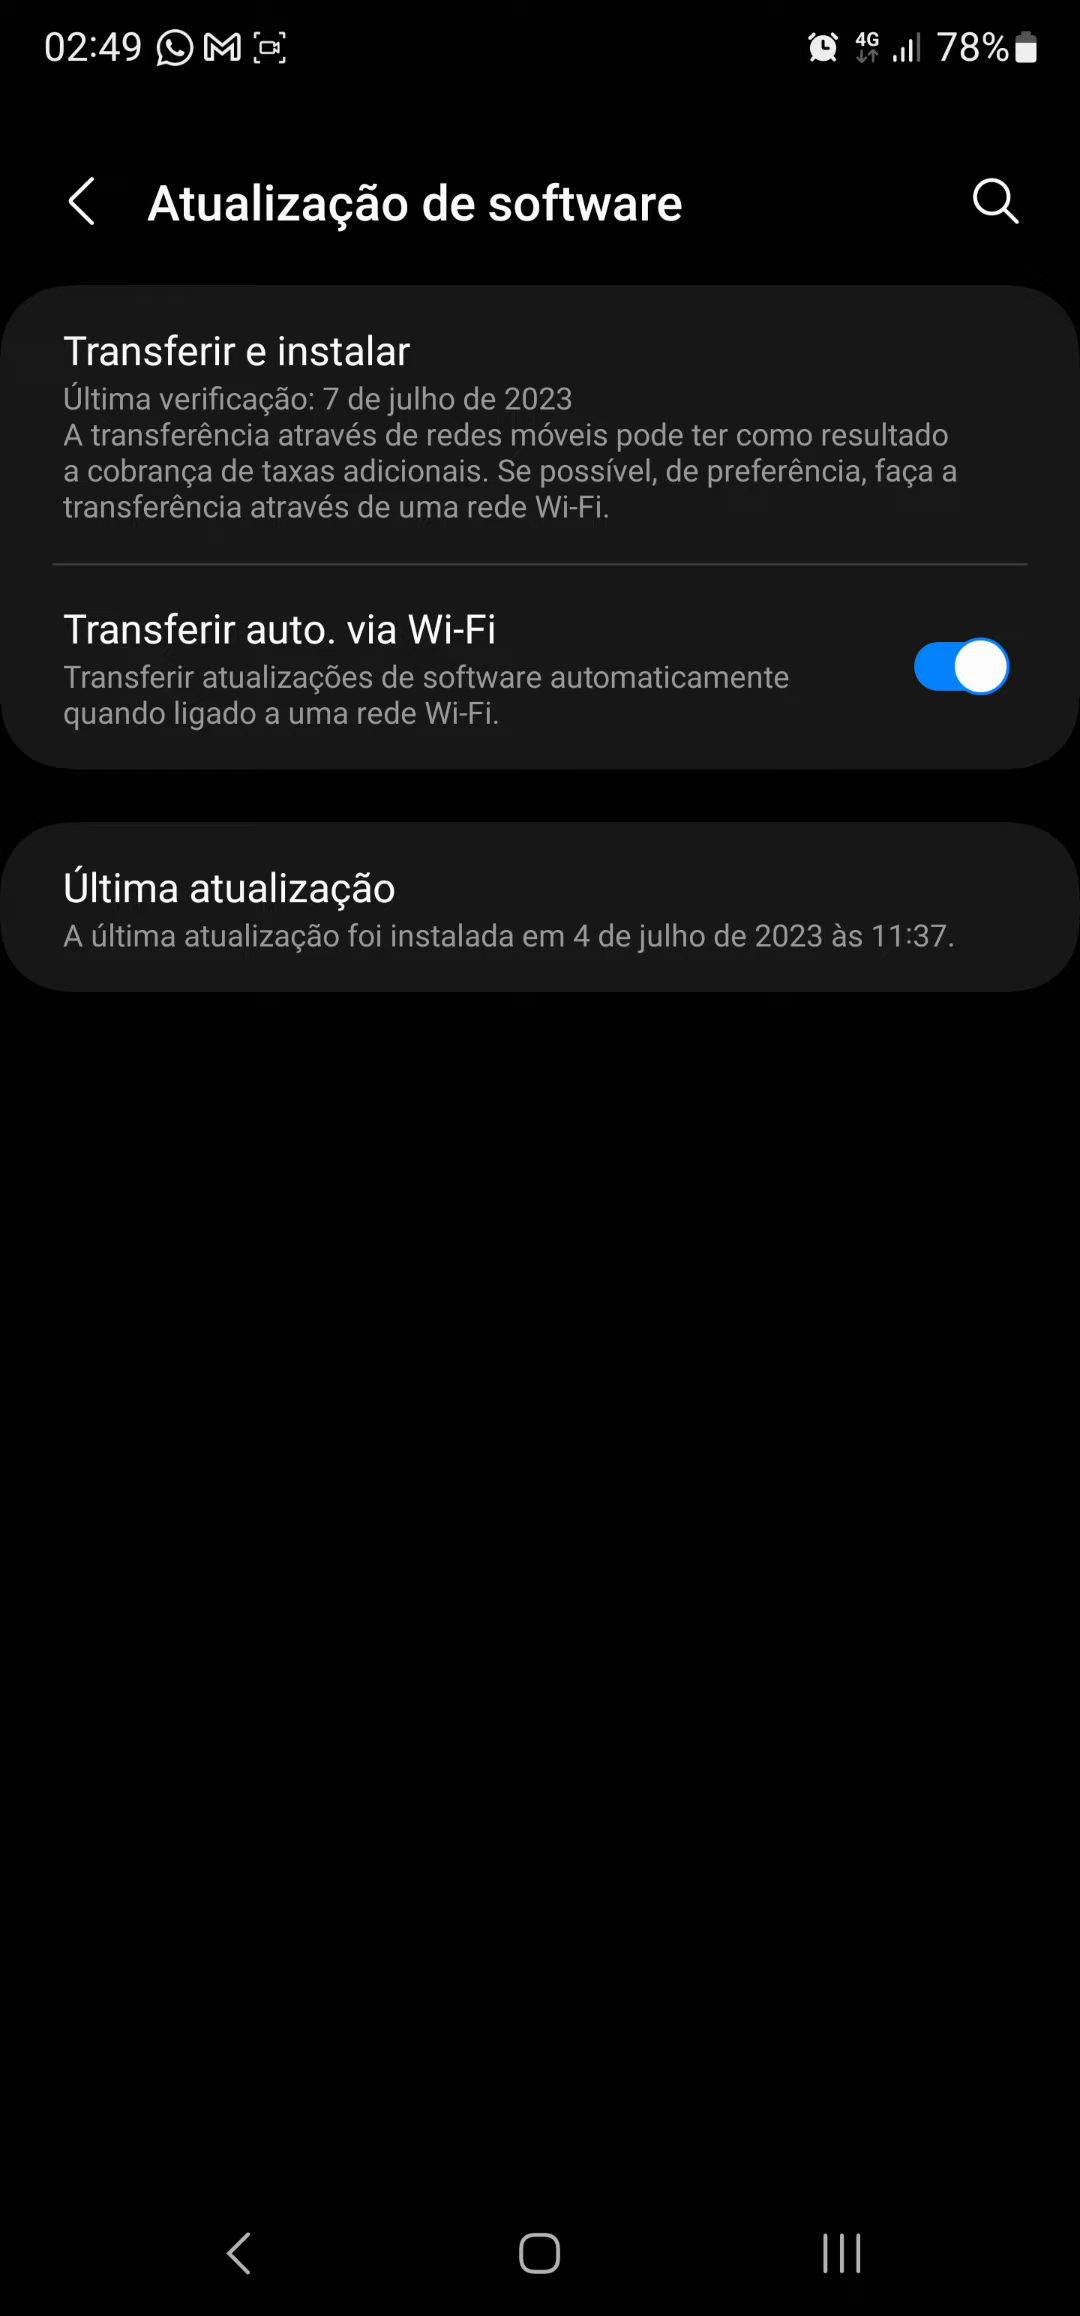 02:49 4G 78%
Atualização de software
Transferir e instalar
Última verificação: 7 de julho de 2023
A transferência através de redes móveis pode ter como resultado
a cobrança de taxas adicionais. Se possível, de preferência, faça a
transferência através de uma rede Wi-Fi.
Transferir auto. via Wi-Fi
Transferir atualizações de software automaticamente
quando ligado a uma rede Wi-Fi.
Última atualização
A última atualização foi instalada em 4 de julho de 2023 às 11:37.